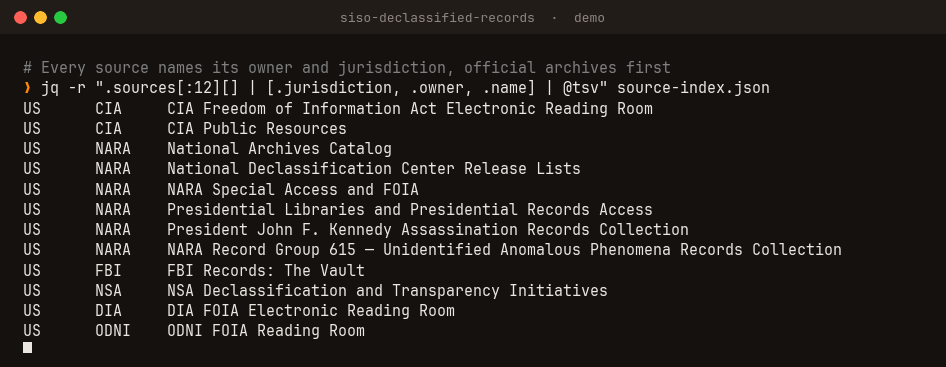 siso-declassified-records · demo
# Every source names its owner and jurisdiction, official archives first
❯ jq -r ".sources[:12][] | [.jurisdiction, .owner, .name] | @tsv" source-index.json
US CIA CIA Freedom of Information Act Electronic Reading Room
US CIA CIA Public Resources
US NARA National Archives Catalog
US NARA National Declassification Center Release Lists
US NARA NARA Special Access and FOIA
US NARA Presidential Libraries and Presidential Records Access
US NARA President John F. Kennedy Assassination Records Collection
US NARA NARA Record Group 615 — Unidentified Anomalous Phenomena Records Collection
US FBI FBI Records: The Vault
US NSA NSA Declassification and Transparency Initiatives
US DIA DIA FOIA Electronic Reading Room
US ODNI ODNI FOIA Reading Room